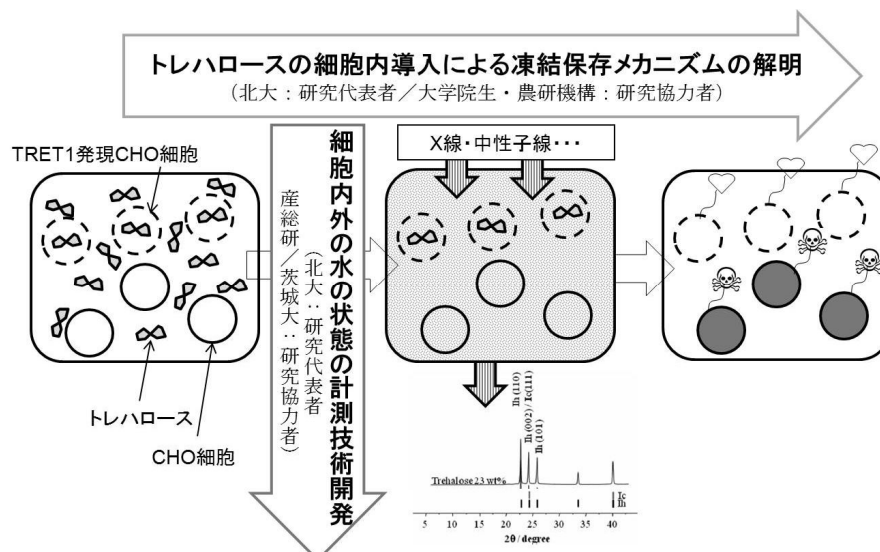 トレハロースの細胞内導入による凍結保存メカニズムの解明
(北大：研究代表者／大学院生・農研機構：研究協力者)
TRET1発現CHO細胞
細胞内外の水の状態の計測技術開発
(北大：研究代表者
産総研／茨城大：研究協力者)
X線・中性子線・・・
トレハロース
CHO細胞
Ih (110)
Ih (002) / Ic(111)
Ih (101)
Trehalose 23 wt%
Ic
Ih
5 15 25 35 40
2θ / degree